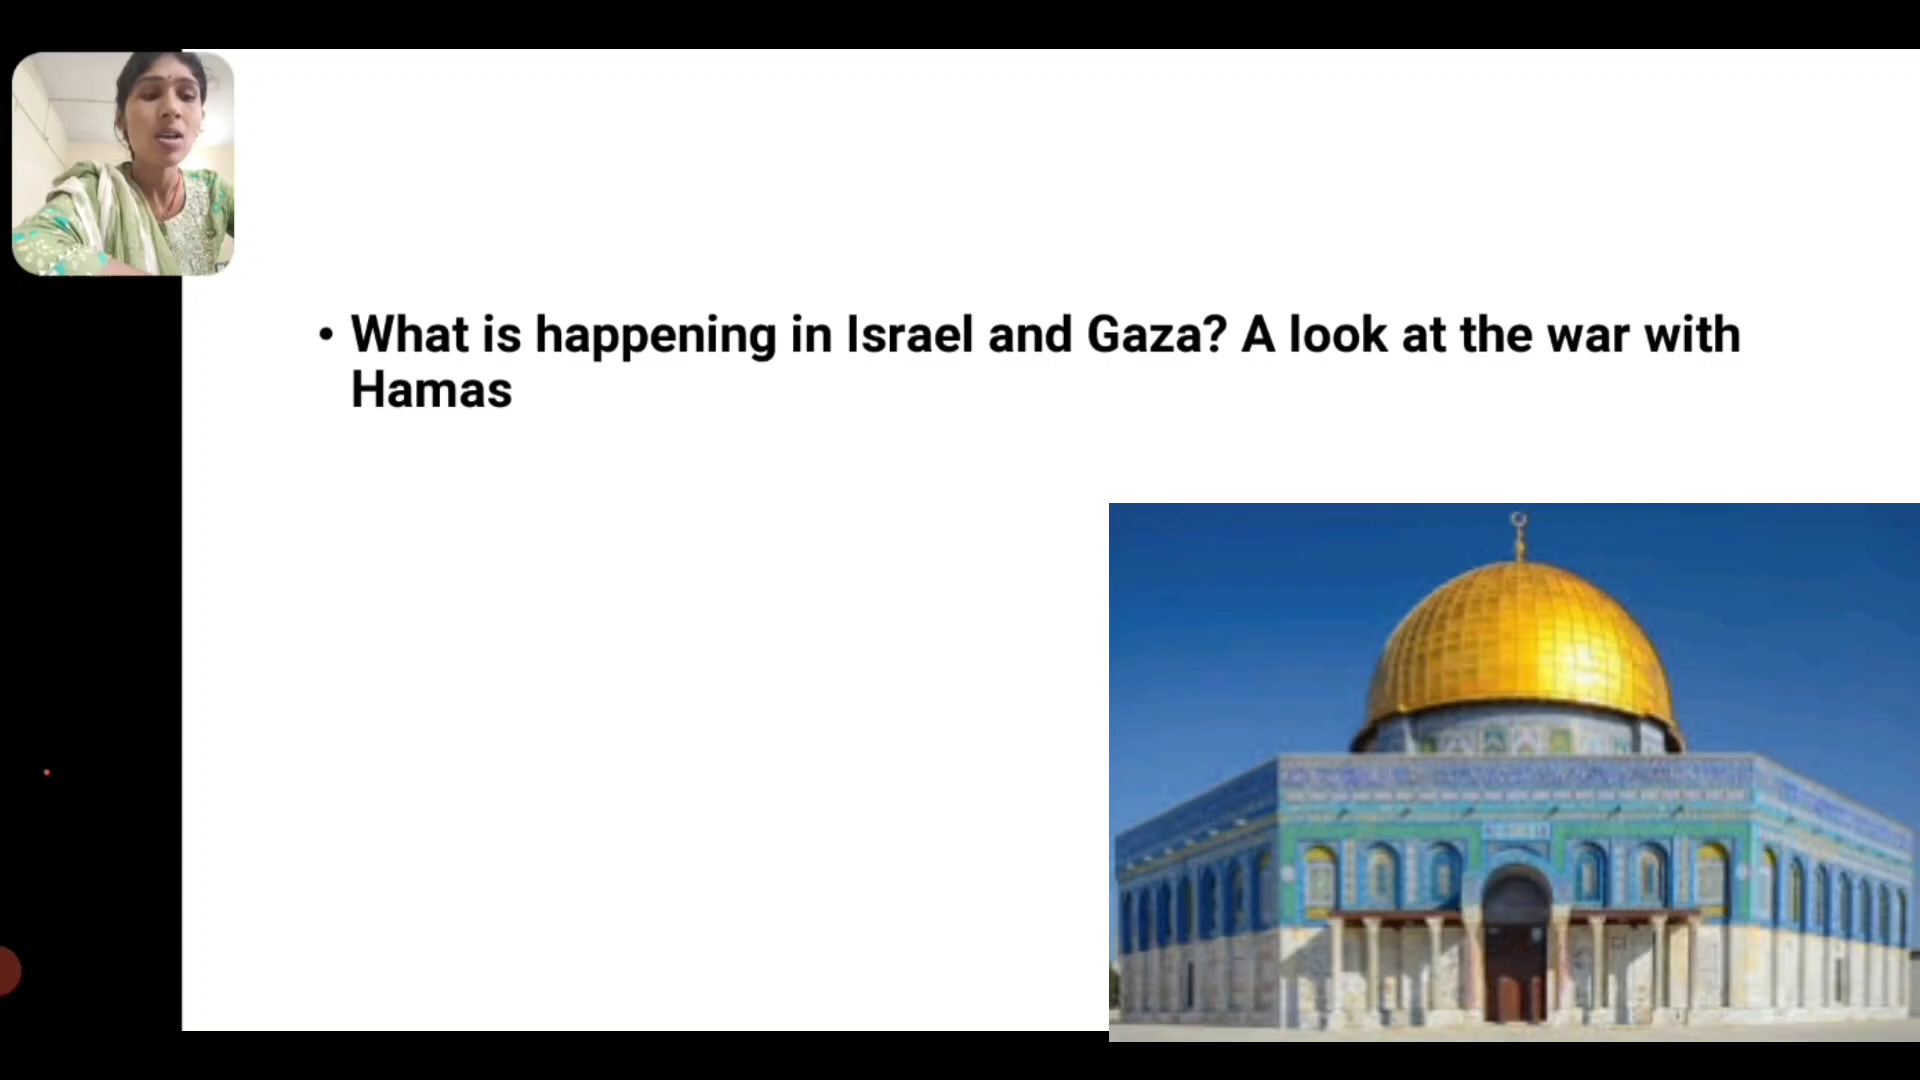 • What is happening in Israel and Gaza? A look at the war with
Hamas